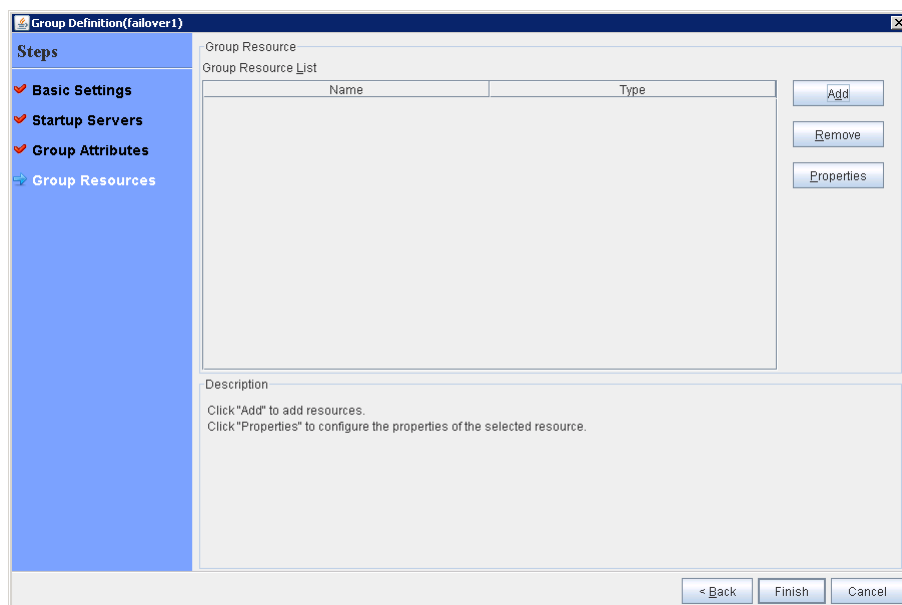 Group Definition(failover1)
Steps
Basic Settings
Startup Servers
Group Attributes
Group Resources
Group Resource
Group Resource List
Name Type
Add
Remove
Properties
Description
Click "Add" to add resources.
Click "Properties" to configure the properties of the selected resource.
< Back Finish Cancel